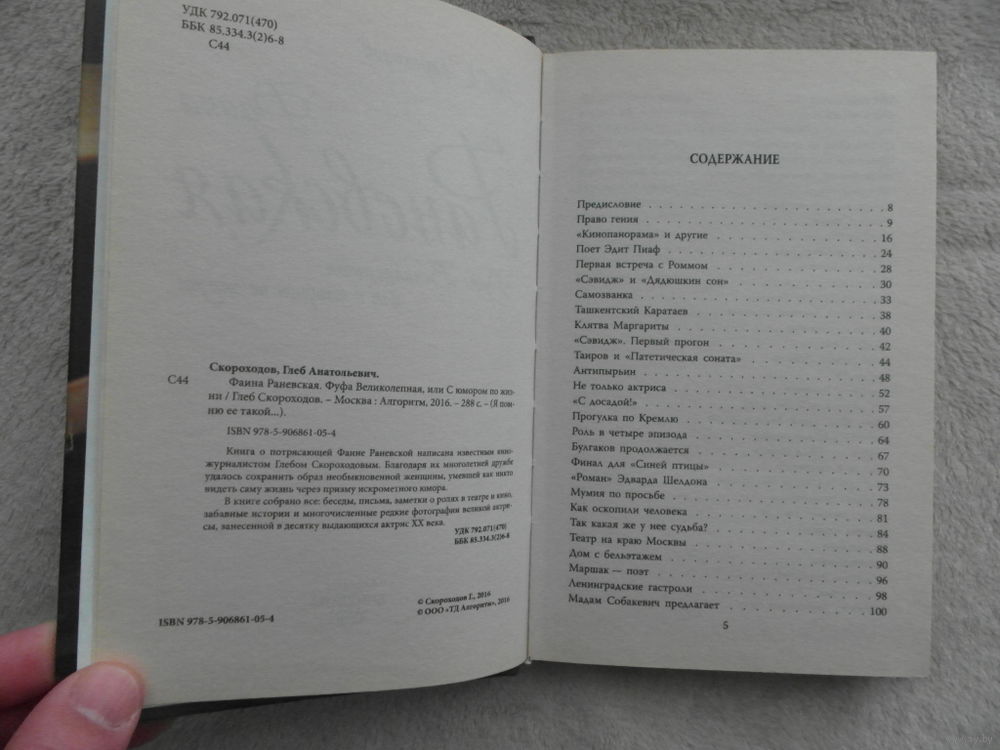 УДК 792.071(470)
ББК 85.334.3(2)6-8
С44
Скороходов, Глеб Анатольевич.
С44
Фаина Раневская. Фуфа Великолепная, или С юмором по жиз-
ни / Глеб Скороходов. – Москва : Алгоритм, 2016. – 288 с. – (Я пом-
ню ее такой...).
ISBN 978-5-906861-05-4
Книга о потрясающей Фаине Раневской написана известным кино-
журналистом Глебом Скороходовым. Благодаря их многолетней дружбе
удалось сохранить образ необыкновенной женщины, умевшей как никто
видеть саму жизнь через призму искрометного юмора.
В книге собрано все: беседы, письма, заметки о ролях в театре и кино,
забавные истории и многочисленные редкие фотографии великой актри-
сы, занесенной в десятку выдающихся актрис XX века.
УДК 792.071(470)
ББК 85.334.3(2)6-8
© Скороходов Г., 2016
© ООО «ТД Алгоритм», 2016
ISBN 978-5-906861-05-4
СОДЕРЖАНИЕ
Предисловие . . . 8
Право гения . . . 9
«Кинопанорама» и другие . . . 16
Поет Эдит Пиаф . . . 24
Первая встреча с Роммом . . . 28
«Сэвидж» и «Дядюшкин сон» . . . 30
Самозванка . . . 33
Ташкентский Каратаев . . . 38
Клятва Маргариты . . . 40
«Сэвидж». Первый прогон . . . 42
Таиров и «Патетическая соната» . . . 44
Антипырьин . . . 48
Не только актриса . . . 52
«С досадой!» . . . 57
Прогулка по Кремлю . . . 60
Роль в четыре эпизода . . . 64
Булгаков продолжается . . . 67
Финал для «Синей птицы» . . . 70
«Роман» Эдварда Шелдона . . . 73
Мумия по просьбе . . . 78
Как оскопили человека . . . 81
Так какая же у нее судьба? . . . 84
Театр на краю Москвы . . . 88
Дом с бельэтажем . . . 90
Маршак — поэт . . . 96
Ленинградские гастроли . . . 98
Мадам Собакевич предлагает . . . 100
5